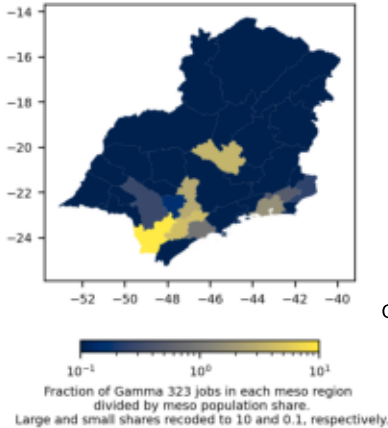 −14
−16
−18
−20
−22
−24
−52 −50 −48 −46 −44 −42 −40
10⁻¹ 10⁰ 10¹
Fraction of Gamma 323 jobs in each meso region
divided by meso population share.
Large and small shares recoded to 10 and 0.1, respectively.